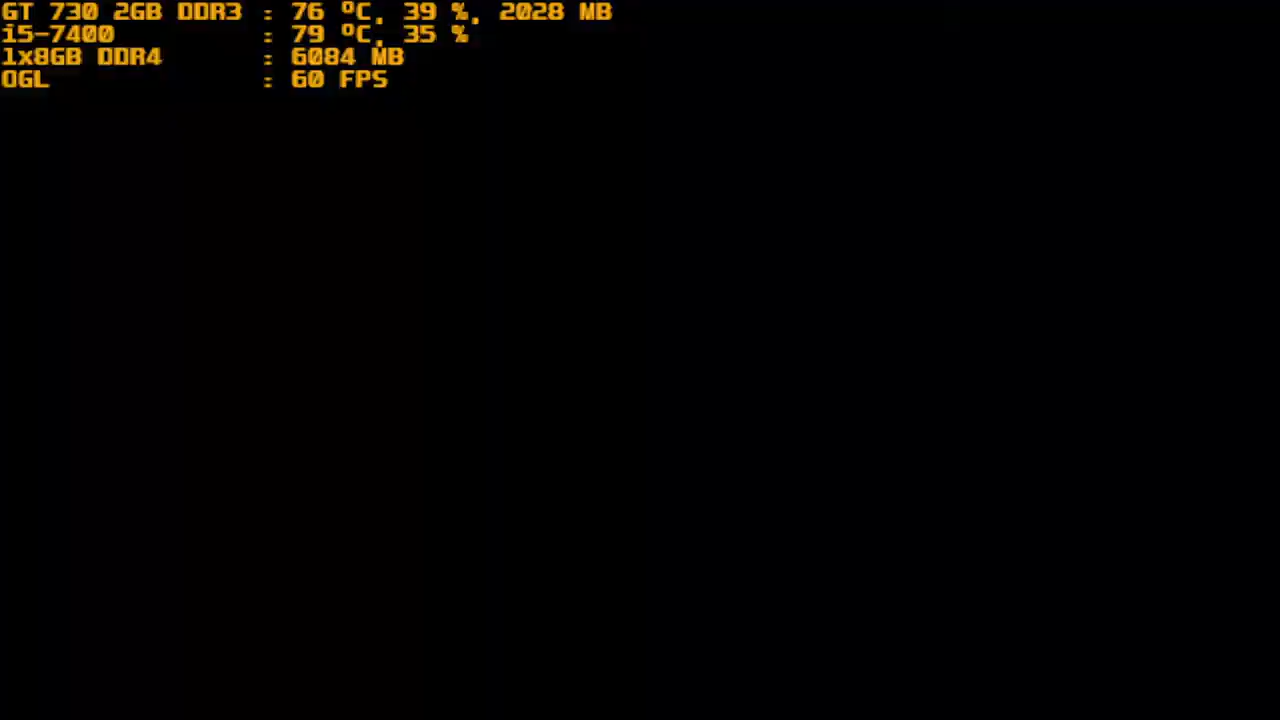 GT 730 2GB DDR3 : 76 ºC, 39 %, 2028 MB
i5-7400 : 79 ºC, 35 %
1x8GB DDR4 : 6084 MB
OGL : 60 FPS